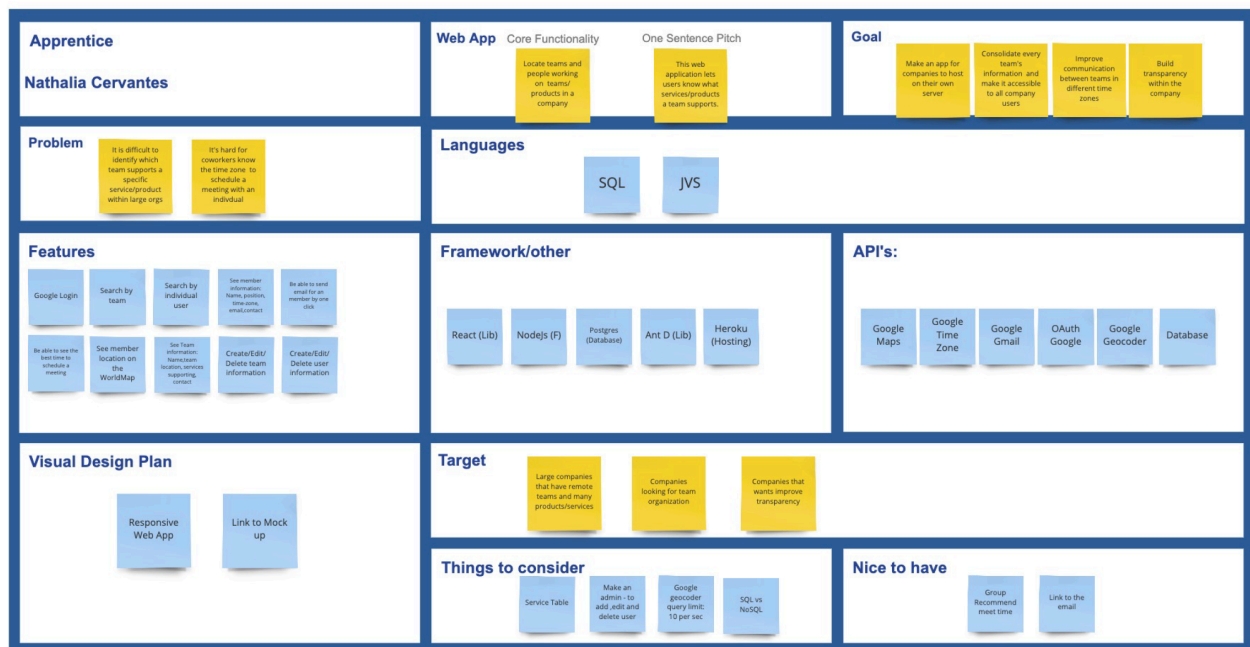 Apprentice
Nathalia Cervantes
Web App
Core Functionality
One Sentence Pitch
Locate teams and
people working
on teams/
products in a
company
This web
application lets
users know what
services/products
a team supports.
Goal
Make an app for
companies to host
on their own
server
Consolidate every
team's
information and
make it accessible
to all company
users
Improve
communication
between teams in
different time
zones
Build
transparency
within the
company
Problem
It is difficult to
identify which
team supports a
specific
service/product
within large orgs
It's hard for
coworkers know
the time zone to
schedule a
meeting with an
indivdual
Languages
SQL
JVS
Features
Google Login
Search by
team
Search by
individual
user
See member
information:
Name, position,
time-zone,
email,contact
Be able to send
email for an
member by one
click
Be able to see the
best time to
schedule a
meeting
See member
location on
the
WorldMap
See Team
information:
Name,team
location, services
supporting,
contact
Create/Edit/
Delete team
information
Create/Edit/
Delete user
information
Framework/other
React (Lib)
NodeJs (F)
Postgres
(Database)
Ant D (Lib)
Heroku
(Hosting)
API's:
Google
Maps
Google
Time
Zone
Google
Gmail
OAuth
Google
Google
Geocoder
Database
Visual Design Plan
Responsive
Web App
Link to Mock
up
Target
Large companies
that have remote
teams and many
products/services
Companies
looking for team
organization
Companies that
wants improve
transparency
Things to consider
Service Table
Make an
admin - to
add ,edit and
delete user
Google
geocoder
query limit:
10 per sec
SQL vs
NoSQL
Nice to have
Group
Recommend
meet time
Link to the
email